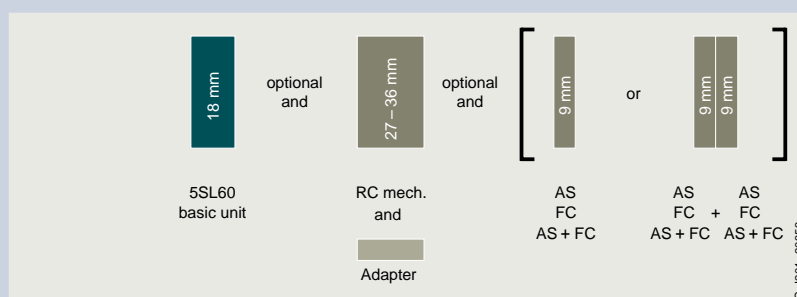 18 mm
optional
and
27 – 36 mm
optional
and
9 mm
or
9 mm
9 mm
5SL60
basic unit
RC mech.
and
Adapter
AS
FC
AS + FC
AS AS
FC + FC
AS + FC AS + FC